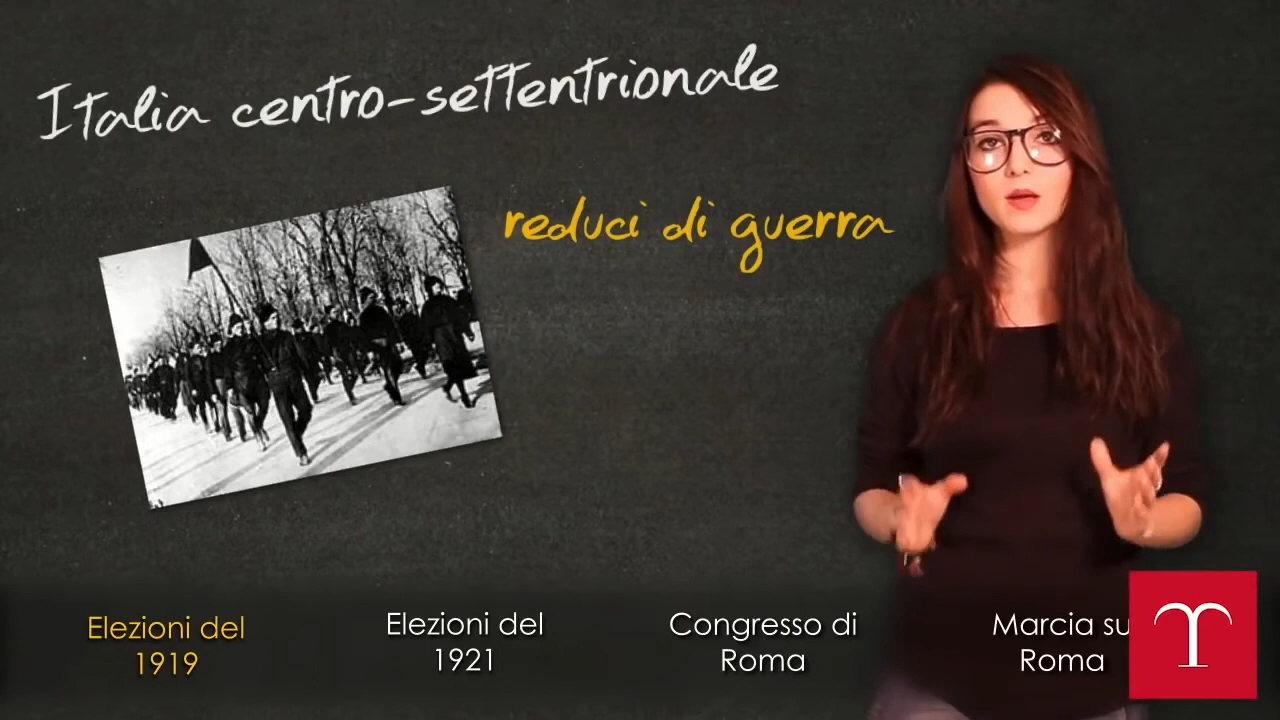 Italia centro-settentrionale
reduci di guerra
Elezioni del
1919
Elezioni del
1921
Congresso di
Roma
Marcia su
Roma